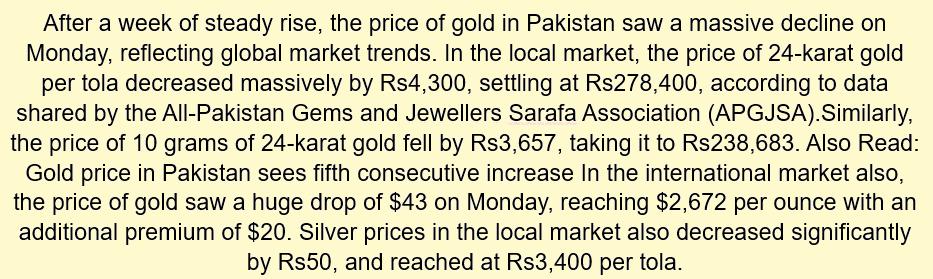 After a week of steady rise, the price of gold in Pakistan saw a massive decline on
Monday, reflecting global market trends. In the local market, the price of 24-karat gold
per tola decreased massively by Rs4,300, settling at Rs278,400, according to data
shared by the All-Pakistan Gems and Jewellers Sarafa Association (APGJSA).Similarly,
the price of 10 grams of 24-karat gold fell by Rs3,657, taking it to Rs238,683. Also Read:
Gold price in Pakistan sees fifth consecutive increase In the international market also,
the price of gold saw a huge drop of $43 on Monday, reaching $2,672 per ounce with an
additional premium of $20. Silver prices in the local market also decreased significantly
by Rs50, and reached at Rs3,400 per tola.